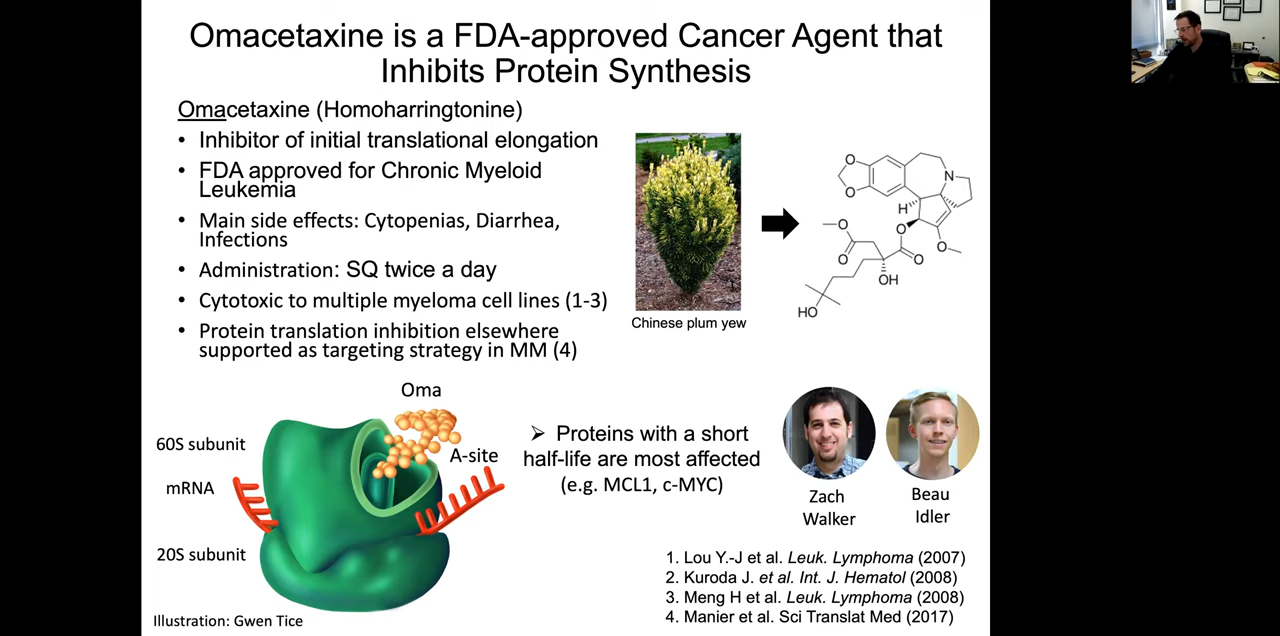 Omacetaxine is a FDA-approved Cancer Agent that
Inhibits Protein Synthesis
Omacetaxine (Homoharringtonine)
• Inhibitor of initial translational elongation
• FDA approved for Chronic Myeloid
Leukemia
• Main side effects: Cytopenias, Diarrhea,
Infections
• Administration: SQ twice a day
• Cytotoxic to multiple myeloma cell lines (1-3)
• Protein translation inhibition elsewhere
supported as targeting strategy in MM (4)
Chinese plum yew
O
O
N
H
O
O
O
O
O
OH
HO
Oma
60S subunit
A-site
mRNA
20S subunit
Illustration: Gwen Tice
➢ Proteins with a short
half-life are most affected
(e.g. MCL1, c-MYC)
Zach
Walker
Beau
Idler
1. Lou Y.-J et al. Leuk. Lymphoma (2007)
2. Kuroda J. et al. Int. J. Hematol (2008)
3. Meng H et al. Leuk. Lymphoma (2008)
4. Manier et al. Sci Translat Med (2017)